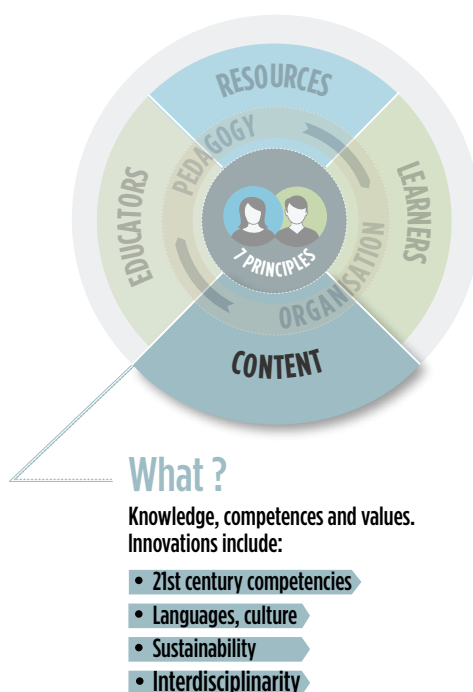 RESOURCES
PEDAGOGY
EDUCATORS
LEARNERS
7 PRINCIPLES
ORGANISATION
CONTENT
What ?
Knowledge, competences and values.
Innovations include:
• 21st century competencies
• Languages, culture
• Sustainability
• Interdisciplinarity